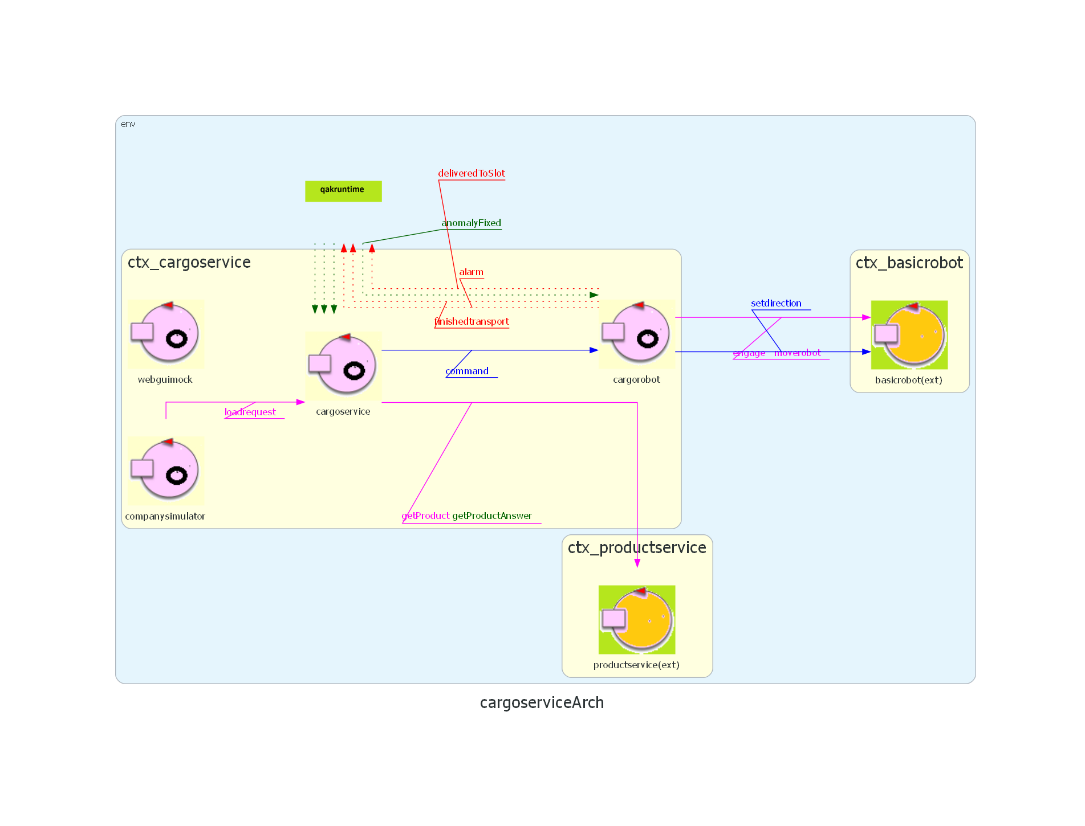 env
deliveredToSlot
qakruntime
anomalyFixed
ctx_cargoservice
ctx_basicrobot
alarm
setdirection
finishedtransport
engage moverobot
command
webguimock
cargorobot
basicrobot(ext)
loadrequest
cargoservice
companysimulator
getProduct getProductAnswer
ctx_productservice
productservice(ext)
cargoserviceArch